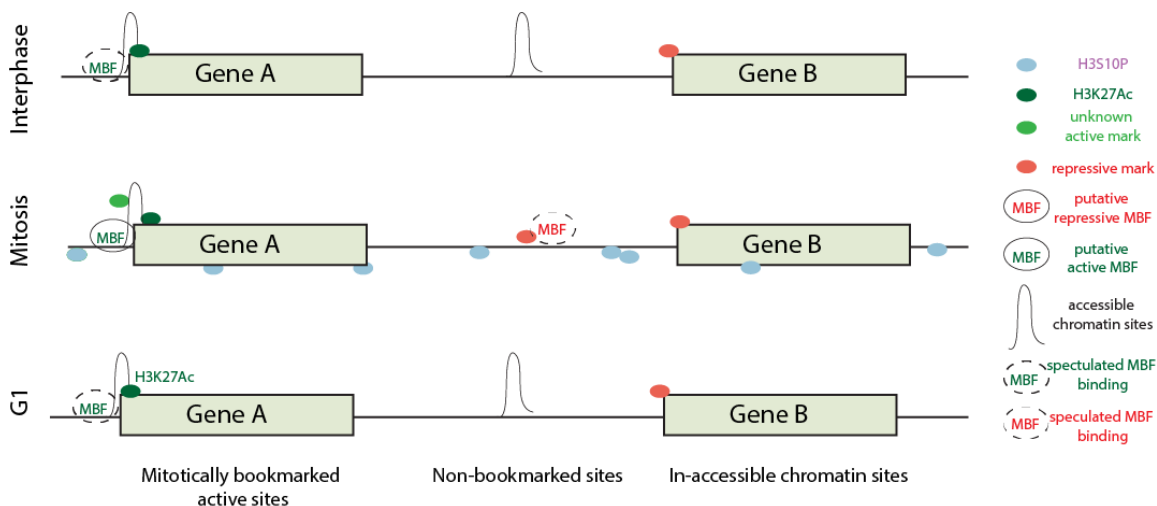 Interphase
MBF
Gene A
Gene B
Mitosis
MBF
Gene A
MBF
Gene B
G1
MBF
H3K27Ac
Gene A
Gene B
Mitotically bookmarked
active sites
Non-bookmarked sites
In-accessible chromatin sites
H3S10P
H3K27Ac
unknown
active mark
repressive mark
MBF
putative
repressive MBF
MBF
putative
active MBF
accessible
chromatin sites
MBF
sptculated MBF
binding
MBF
speculated MBF
binding